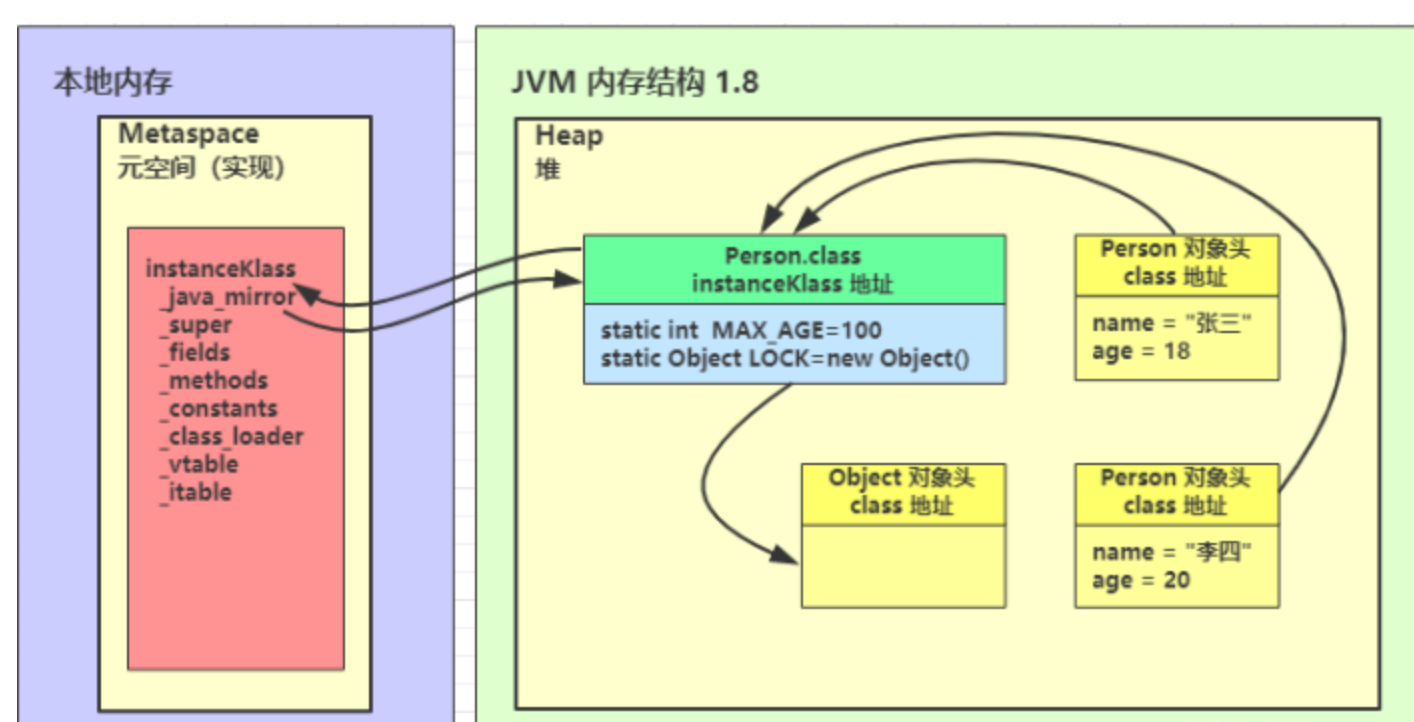 本地内存
Metaspace
元空间（实现）
instanceKlass
_java_mirror
_super
_fields
_methods
_constants
_class_loader
_vtable
_itable
JVM 内存结构 1.8
Heap
堆
Person.class
instanceKlass 地址
static int MAX_AGE=100
static Object LOCK=new Object()
Person 对象头
class 地址
name = "张三"
age = 18
Object 对象头
class 地址
Person 对象头
class 地址
name = "李四"
age = 20